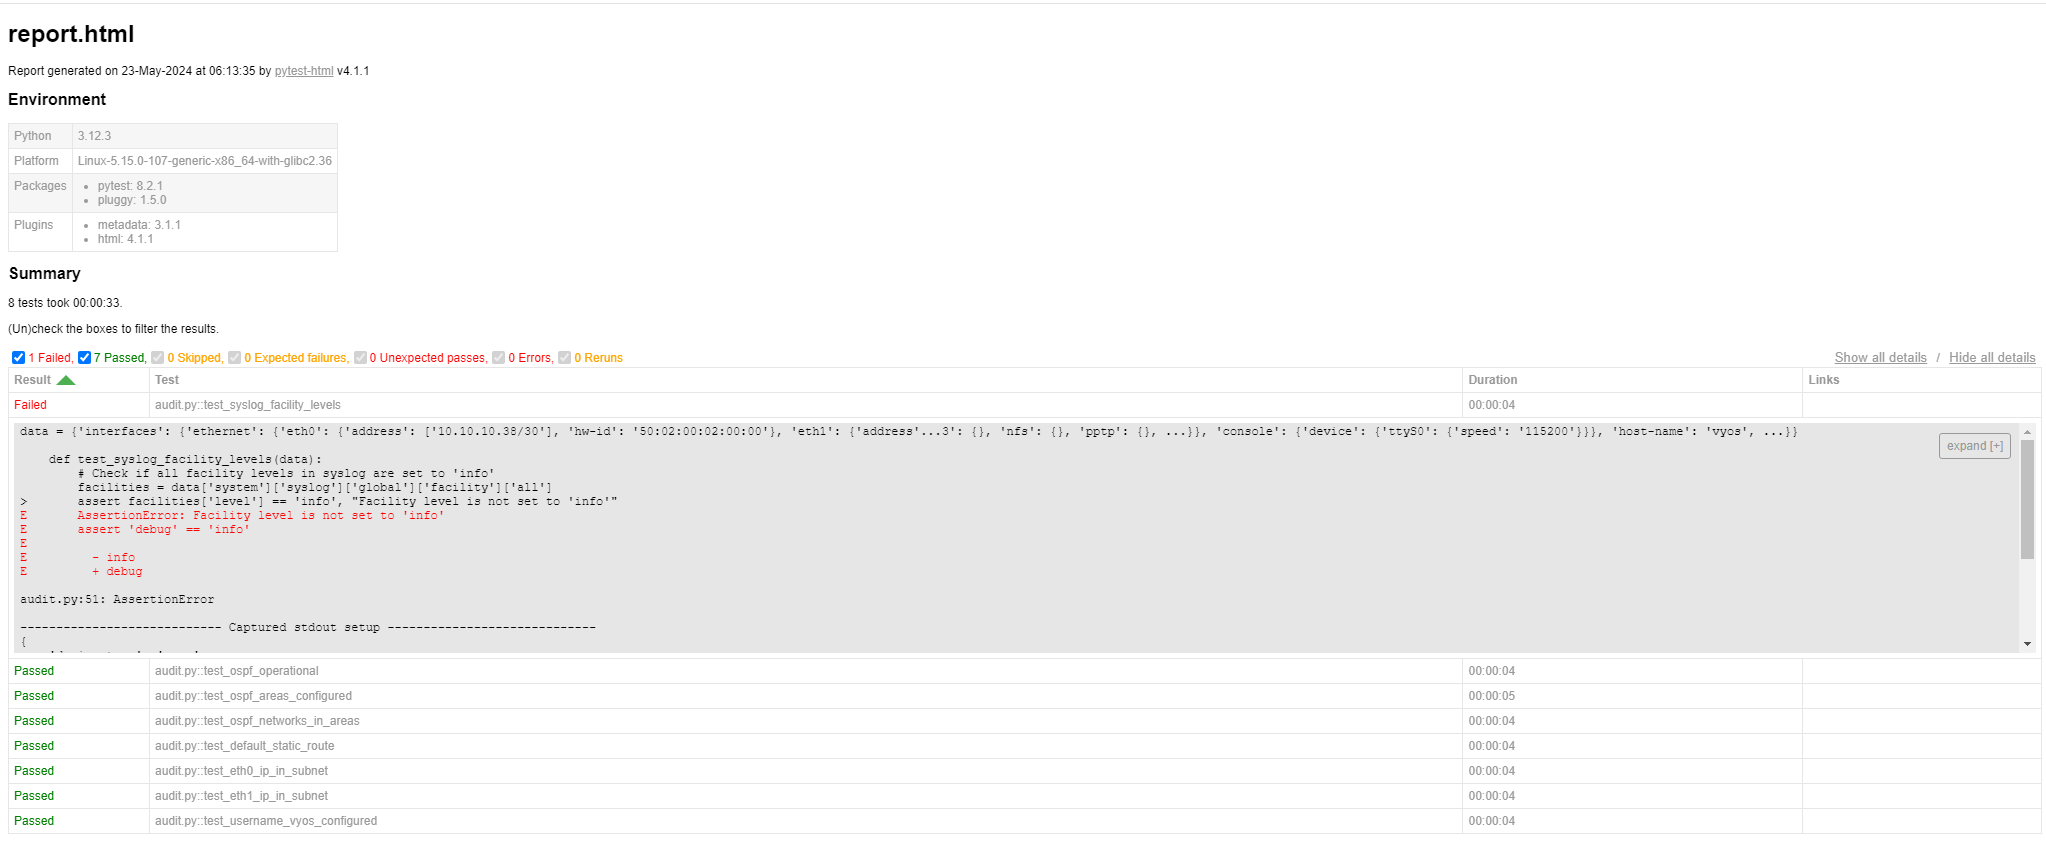 report.html
Report generated on 23-May-2024 at 06:13:35 by pytest-html v4.1.1
Environment
Python 3.12.3
Platform Linux-5.15.0-107-generic-x86_64-with-glibc2.36
Packages • pytest: 8.2.1
• pluggy: 1.5.0
Plugins • metadata: 3.1.1
• html: 4.1.1
Summary
8 tests took 00:00:33.
(Un)check the boxes to filter the results.
1 Failed, 7 Passed, 0 Skipped, 0 Expected failures, 0 Unexpected passes, 0 Errors, 0 Reruns Show all details / Hide all details
Result Test Duration Links
Failed audit.py::test_syslog_facility_levels 00:00:04
data = {'interfaces': {'ethernet': {'eth0': {'address': ['10.10.10.38/30'], 'hw-id': '50:02:00:02:00:00'}, 'eth1': {'address'...3': {}, 'nfs': {}, 'pptp': {}, ...}}, 'console': {'device': {'ttyS0': {'speed': '115200'}}}, 'host-name': 'vyos', ...}}
expand [+]
def test_syslog_facility_levels(data):
# Check if all facility levels in syslog are set to 'info'
facilities = data['system']['syslog']['global']['facility']['all']
> assert facilities['level'] == 'info', "Facility level is not set to 'info'"
E AssertionError: Facility level is not set to 'info'
E assert 'debug' == 'info'
E
E - info
E + debug
audit.py:51: AssertionError
---------------------------- Captured stdout setup -----------------------------
{
Passed audit.py::test_ospf_operational 00:00:04
Passed audit.py::test_ospf_areas_configured 00:00:05
Passed audit.py::test_ospf_networks_in_areas 00:00:04
Passed audit.py::test_default_static_route 00:00:04
Passed audit.py::test_eth0_ip_in_subnet 00:00:04
Passed audit.py::test_eth1_ip_in_subnet 00:00:04
Passed audit.py::test_username_vyos_configured 00:00:04